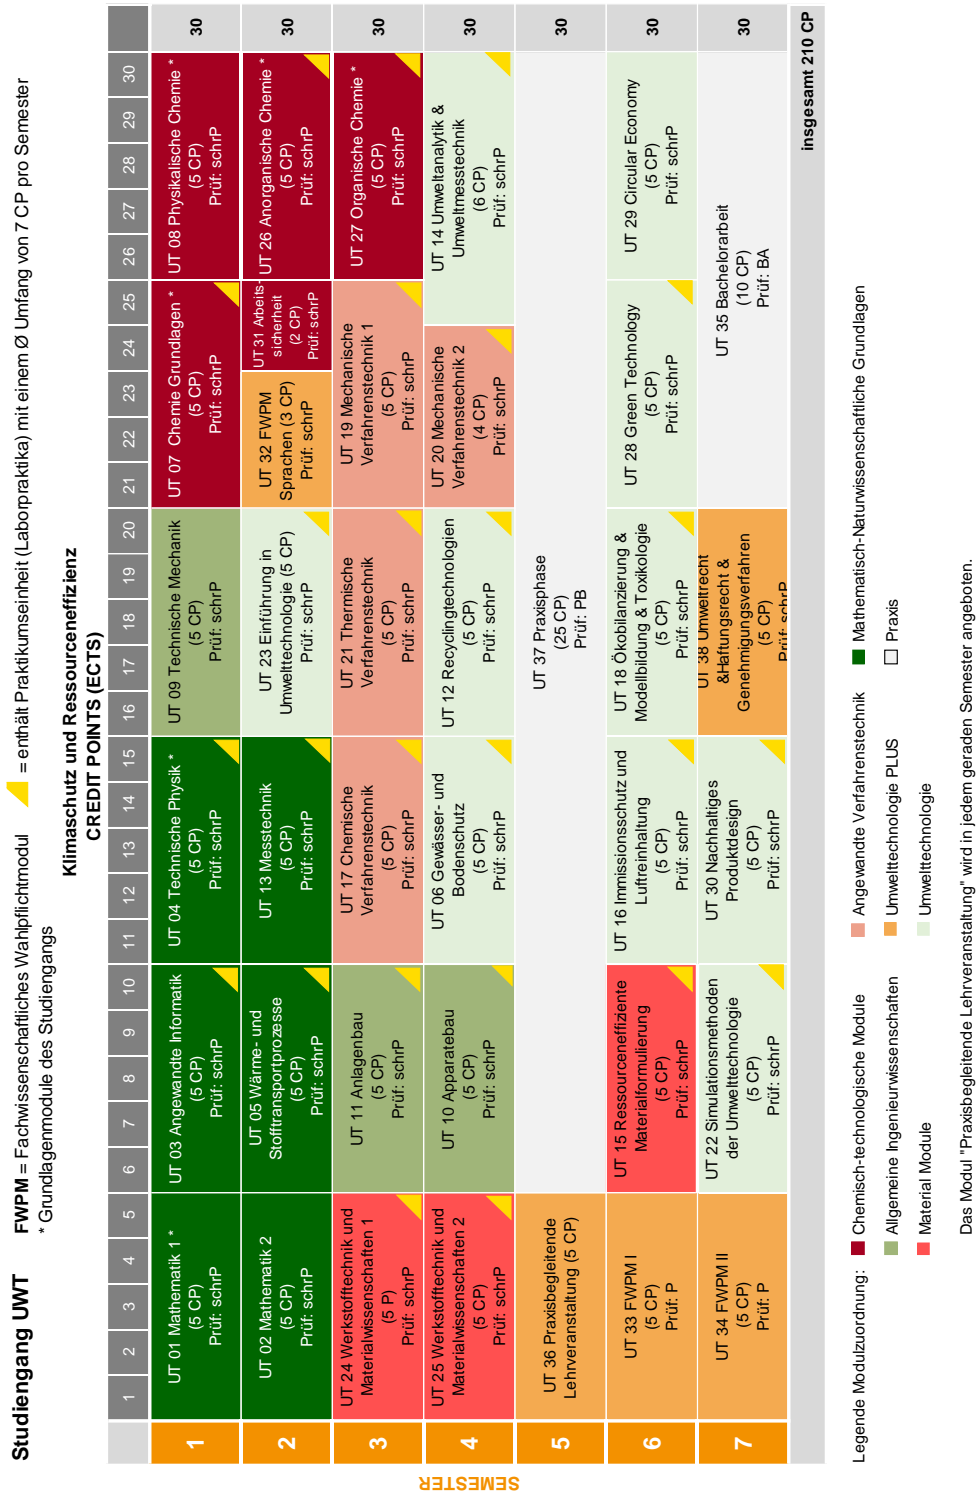 Studiengang UWT
FWPM = Fachwissenschaftliches Wahlpflichtmodul
= enthält Praktikumseinheit (Laborpraktika) mit einem Ø Umfang von 7 CP pro Semester
* Grundlagenmodule des Studiengangs
Klimaschutz und Ressourceneffizienz
CREDIT POINTS (ECTS)
1 2 3 4 5 6 7 8 9 10 11 12 13 14 15 16 17 18 19 20 21 22 23 24 25 26 27 28 29 30
SEMESTER
1
UT 01 Mathematik 1 *
(5 CP)
Prüf: schrP
UT 03 Angewandte Informatik
(5 CP)
Prüf: schrP
UT 04 Technische Physik *
(5 CP)
Prüf: schrP
UT 09 Technische Mechanik
(5 CP)
Prüf: schrP
UT 07 Chemie Grundlagen *
(5 CP)
Prüf: schrP
UT 08 Physikalische Chemie *
(5 CP)
Prüf: schrP
30
2
UT 02 Mathematik 2
(5 CP)
Prüf: schrP
UT 05 Wärme- und
Stofftransportprozesse
(5 CP)
Prüf: schrP
UT 13 Messtechnik
(5 CP)
Prüf: schrP
UT 23 Einführung in
Umwelttechnologie (5 CP)
Prüf: schrP
UT 32 FWPM
Sprachen (3 CP)
Prüf: schrP
UT 31 Arbeits-
sicherheit
(2 CP)
Prüf: schrP
UT 26 Anorganische Chemie *
(5 CP)
Prüf: schrP
30
3
UT 24 Werkstofftechnik und
Materialwissenschaften 1
(5 P)
Prüf: schrP
UT 11 Anlagenbau
(5 CP)
Prüf: schrP
UT 17 Chemische
Verfahrenstechnik
(5 CP)
Prüf: schrP
UT 21 Thermische
Verfahrenstechnik
(5 CP)
Prüf: schrP
UT 19 Mechanische
Verfahrenstechnik 1
(5 CP)
Prüf: schrP
UT 27 Organische Chemie *
(5 CP)
Prüf: schrP
30
4
UT 25 Werkstofftechnik und
Materialwissenschaften 2
(5 CP)
Prüf: schrP
UT 10 Apparatebau
(5 CP)
Prüf: schrP
UT 06 Gewässer- und
Bodenschutz
(5 CP)
Prüf: schrP
UT 12 Recyclingtechnologien
(5 CP)
Prüf: schrP
UT 20 Mechanische
Verfahrenstechnik 2
(4 CP)
Prüf: schrP
UT 14 Umweltanalytik &
Umweltmesstechnik
(6 CP)
Prüf: schrP
30
5
UT 36 Praxisbegleitende
Lehrveranstaltung (5 CP)
UT 37 Praxisphase
(25 CP)
Prüf: PB
30
6
UT 33 FWPM I
(5 CP)
Prüf: P
UT 15 Ressourceneffiziente
Materialformulierung
(5 CP)
Prüf: schrP
UT 16 Immissionsschutz und
Luftreinhaltung
(5 CP)
Prüf: schrP
UT 18 Ökobilanzierung &
Modellbildung & Toxikologie
(5 CP)
Prüf: schrP
UT 28 Green Technology
(5 CP)
Prüf: schrP
UT 29 Circular Economy
(5 CP)
Prüf: schrP
30
7
UT 34 FWPM II
(5 CP)
Prüf: P
UT 22 Simulationsmethoden
der Umwelttechnologie
(5 CP)
Prüf: schrP
UT 30 Nachhaltiges
Produktdesign
(5 CP)
Prüf: schrP
UT 38 Umweltrecht
&Haftungsrecht &
Genehmigungsverfahren
(5 CP)
Prüf: schrP
UT 35 Bachelorarbeit
(10 CP)
Prüf: BA
30
insgesamt 210 CP
Legende Modulzuordnung:
Chemisch-technologische Module
Angewandte Verfahrenstechnik
Mathematisch-Naturwissenschaftliche Grundlagen
Allgemeine Ingenieurwissenschaften
Umwelttechnologie PLUS
Praxis
Material Module
Umwelttechnologie
Das Modul "Praxisbegleitende Lehrveranstaltung" wird in jedem geraden Semester angeboten.